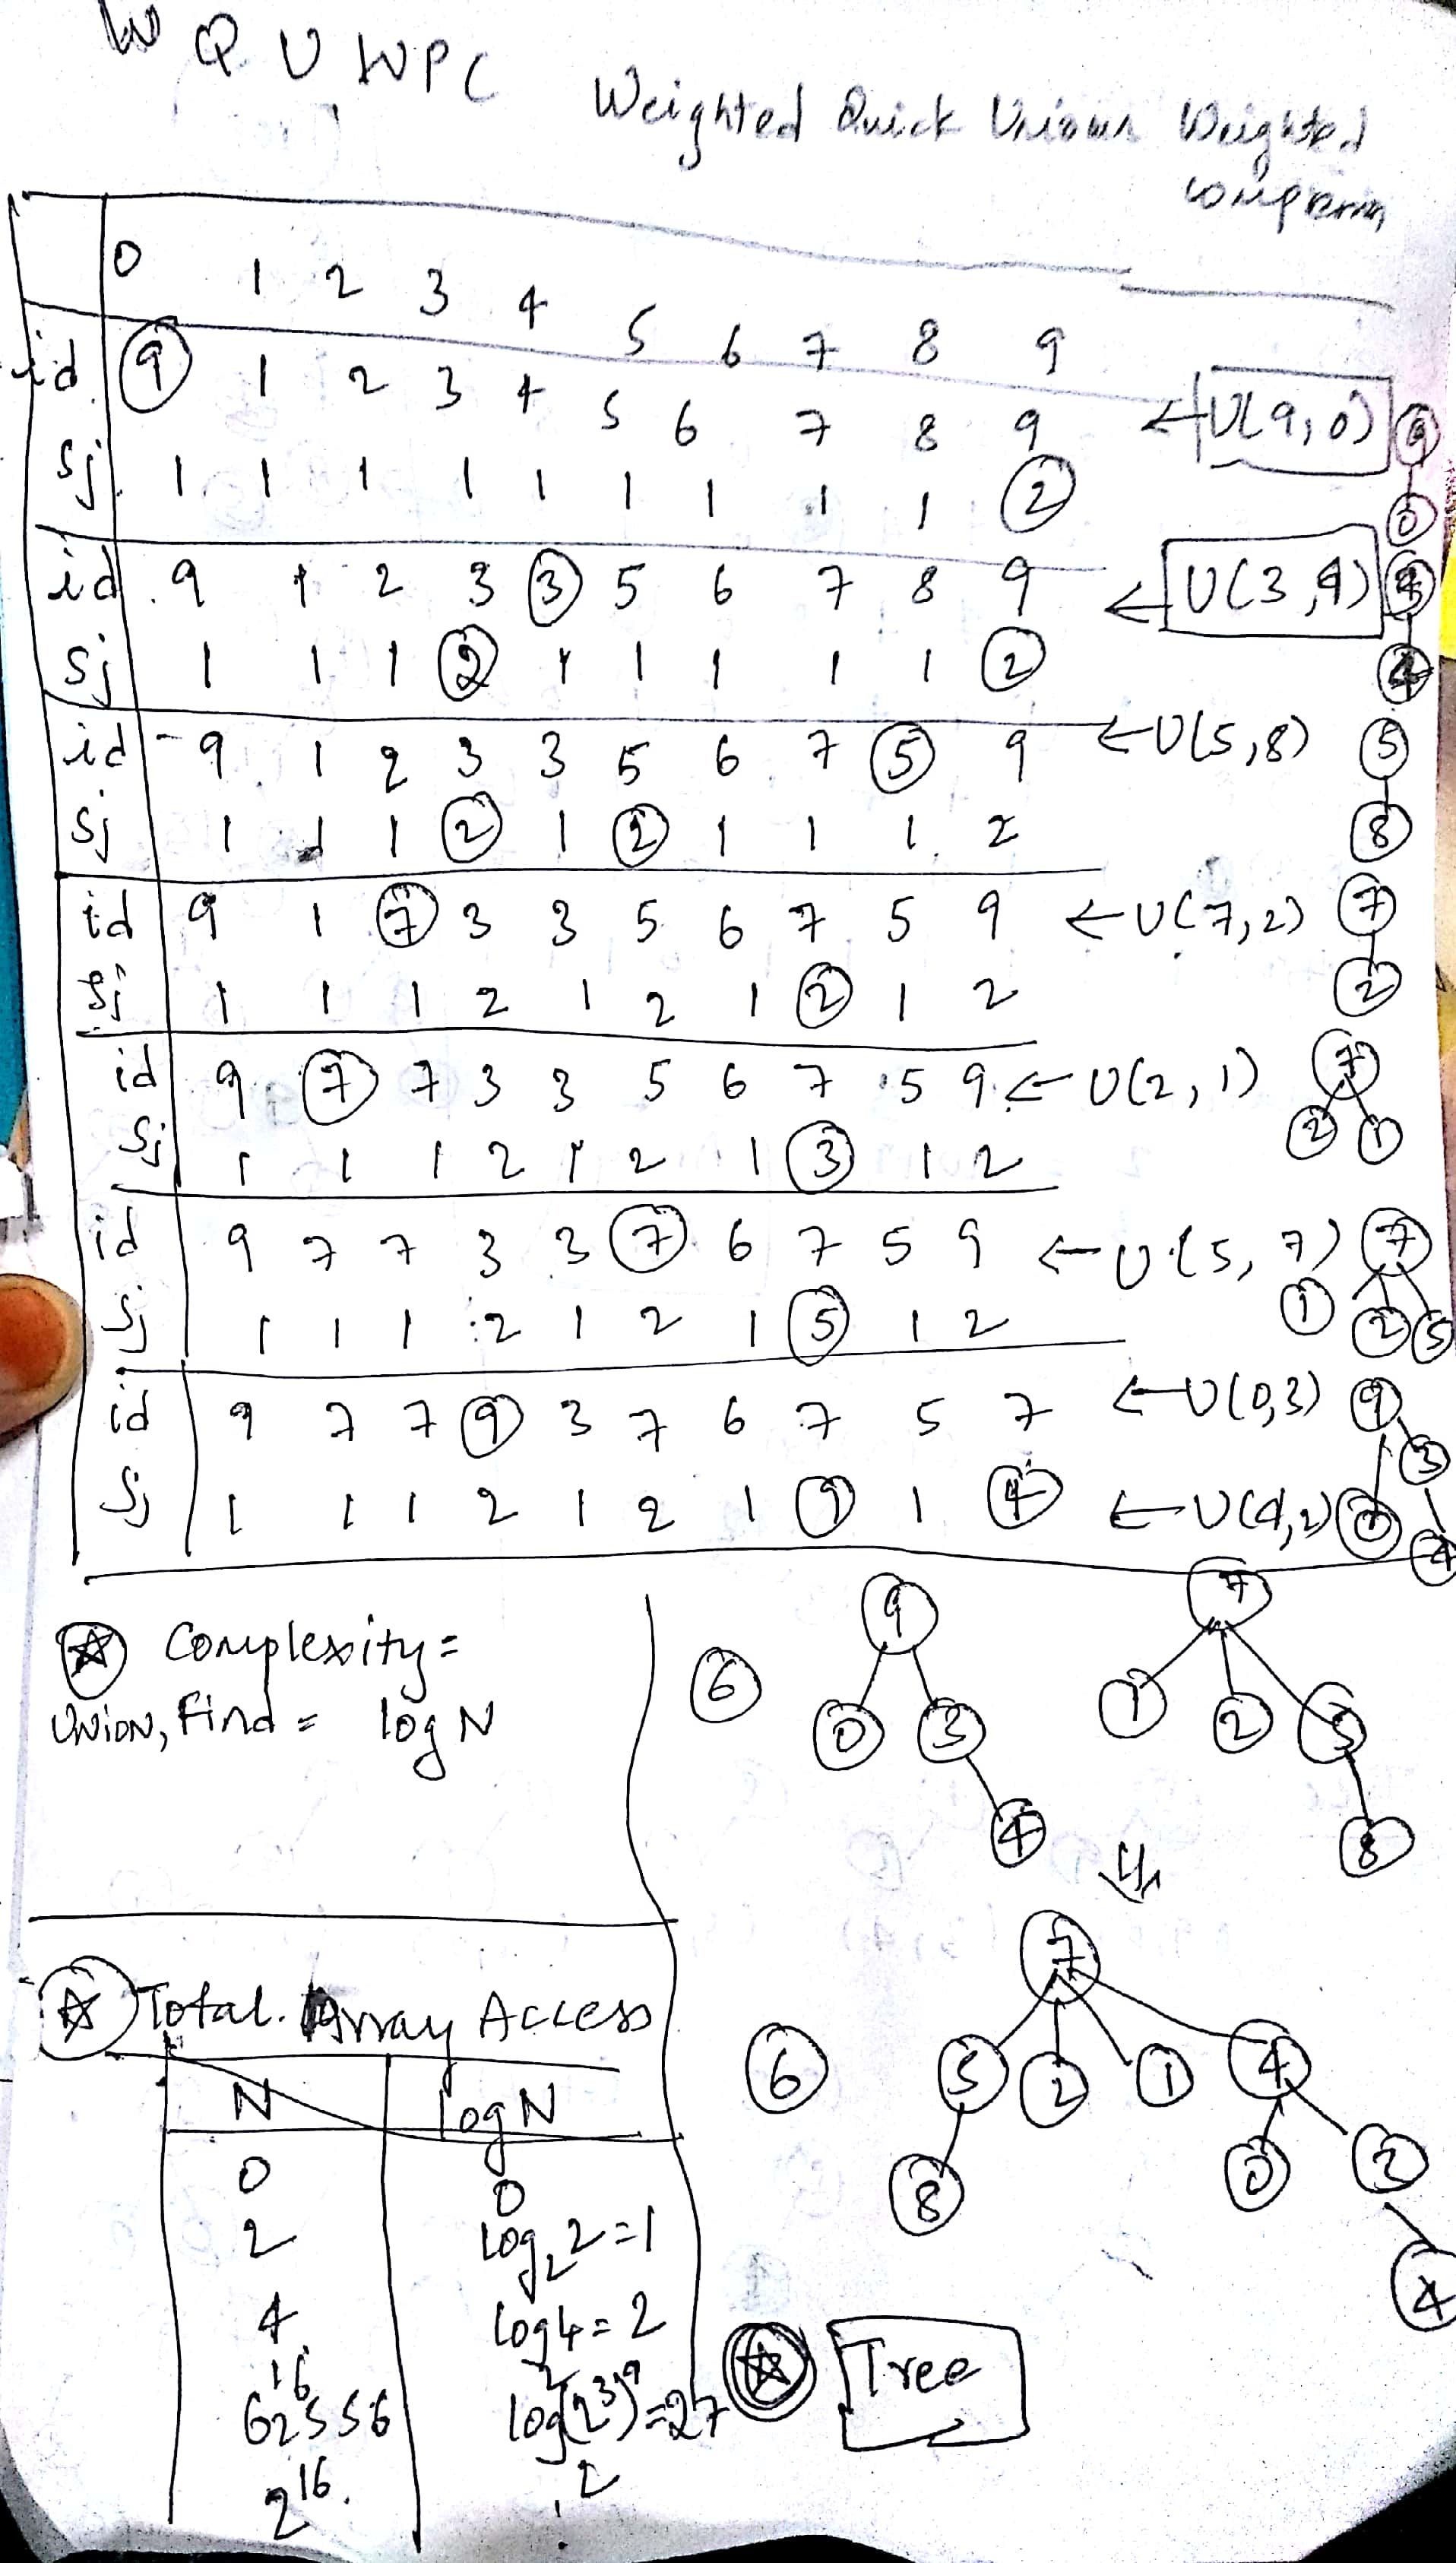 W Q U W P C
Weighted Quick Union Weighted
0 1 2 3 4 5 6 7 8 9
id 9 1 2 3 4 5 6 7 8 9 ← U(9,0) 9
Sj 1 1 1 1 1 1 1 1 1 2 0
id 9 1 2 3 3 5 6 7 8 9 ← U(3,4)
Sj 1 1 1 2 1 1 1 1 1 2 4
id 9 1 2 3 3 5 6 7 5 9 ← U(5,8) 5
Sj 1 1 1 2 1 2 1 1 1 2 8
id 9 1 7 3 3 5 6 7 5 9 ← U(7,2) 7
Sj 1 1 1 2 1 2 1 2 1 2 2
id 9 7 7 3 3 5 6 7 5 9 ← U(2,1) 7
Sj 1 1 1 2 1 2 1 3 1 2 2 1
id 9 7 7 3 3 7 6 7 5 9 ← U(5,7) 7
Sj 1 1 1 2 1 2 1 5 1 2 1 2 5
id 9 7 7 9 3 7 6 7 5 7 ← U(0,3) 9 3
Sj 1 1 1 2 1 2 1 9 1 4 ← U(4,2) 0 4
Complexity =
UNION, Find = log N
9 7
6 0 3 1 2 5
4 8
Total Array Access
N log N
0 0
2 log₂2=1
4 log4=2
16
62556 log(2³)⁹=27
2¹⁶ 2
7
6 5 2 1 4
8 0 3
4
Tree